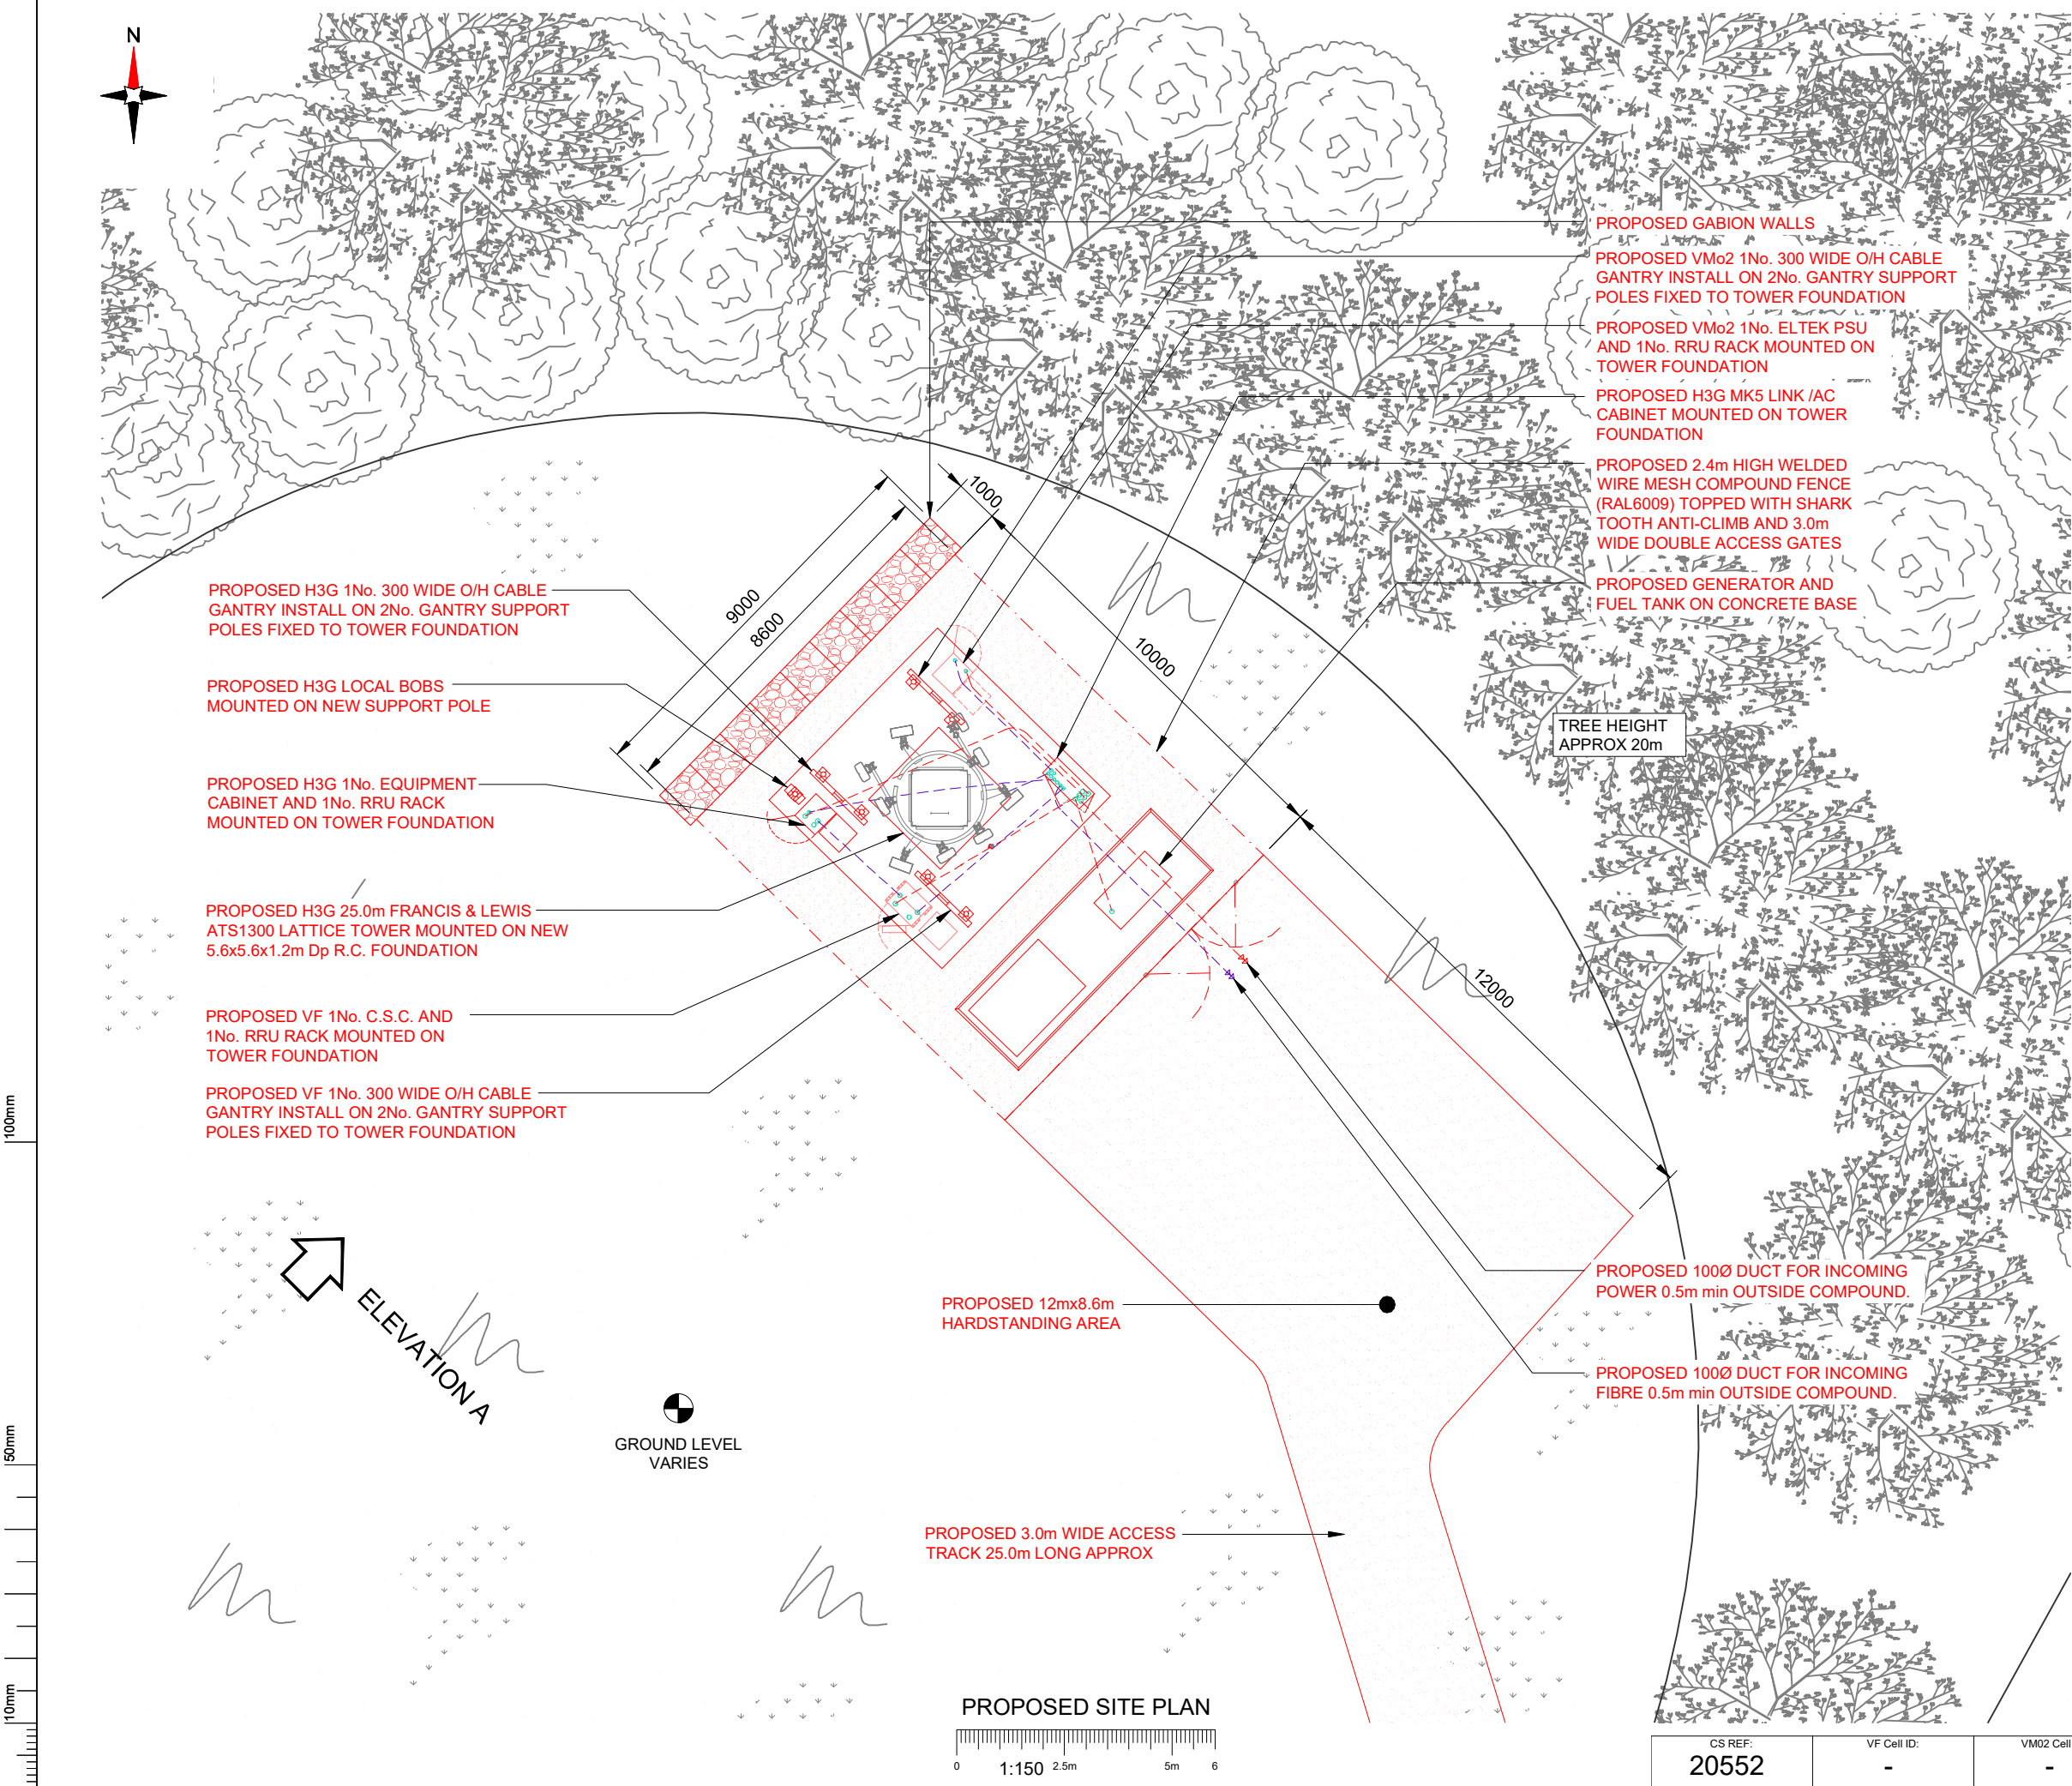 N
PROPOSED GABION WALLS
PROPOSED VMo2 1No. 300 WIDE O/H CABLE
GANTRY INSTALL ON 2No. GANTRY SUPPORT
POLES FIXED TO TOWER FOUNDATION
PROPOSED VMo2 1No. ELTEK PSU
AND 1No. RRU RACK MOUNTED ON
TOWER FOUNDATION
PROPOSED H3G MK5 LINK /AC
CABINET MOUNTED ON TOWER
FOUNDATION
PROPOSED 2.4m HIGH WELDED
WIRE MESH COMPOUND FENCE
(RAL6009) TOPPED WITH SHARK
TOOTH ANTI-CLIMB AND 3.0m
WIDE DOUBLE ACCESS GATES
PROPOSED GENERATOR AND
FUEL TANK ON CONCRETE BASE
1000
9000
8600
10000
12000
TREE HEIGHT
APPROX 20m
PROPOSED H3G 1No. 300 WIDE O/H CABLE
GANTRY INSTALL ON 2No. GANTRY SUPPORT
POLES FIXED TO TOWER FOUNDATION
PROPOSED H3G LOCAL BOBS
MOUNTED ON NEW SUPPORT POLE
PROPOSED H3G 1No. EQUIPMENT
CABINET AND 1No. RRU RACK
MOUNTED ON TOWER FOUNDATION
PROPOSED H3G 25.0m FRANCIS & LEWIS
ATS1300 LATTICE TOWER MOUNTED ON NEW
5.6x5.6x1.2m Dp R.C. FOUNDATION
PROPOSED VF 1No. C.S.C. AND
1No. RRU RACK MOUNTED ON
TOWER FOUNDATION
PROPOSED VF 1No. 300 WIDE O/H CABLE
GANTRY INSTALL ON 2No. GANTRY SUPPORT
POLES FIXED TO TOWER FOUNDATION
ELEVATION A
GROUND LEVEL
VARIES
PROPOSED 12mx8.6m
HARDSTANDING AREA
PROPOSED 100Ø DUCT FOR INCOMING
POWER 0.5m min OUTSIDE COMPOUND.
PROPOSED 100Ø DUCT FOR INCOMING
FIBRE 0.5m min OUTSIDE COMPOUND.
PROPOSED 3.0m WIDE ACCESS
TRACK 25.0m LONG APPROX
100mm
50mm
10mm
PROPOSED SITE PLAN
0 1:150 2.5m 5m 6
CS REF: VF Cell ID: VM02 Cell
20552 - -